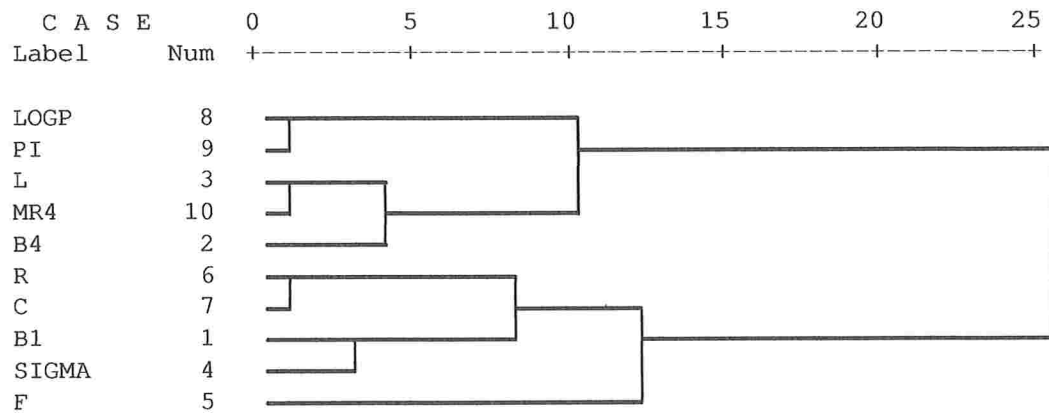 C A S E 0 5 10 15 20 25
Label Num +---------+---------+---------+---------+---------+
LOGP 8
PI 9
L 3
MR4 10
B4 2
R 6
C 7
B1 1
SIGMA 4
F 5